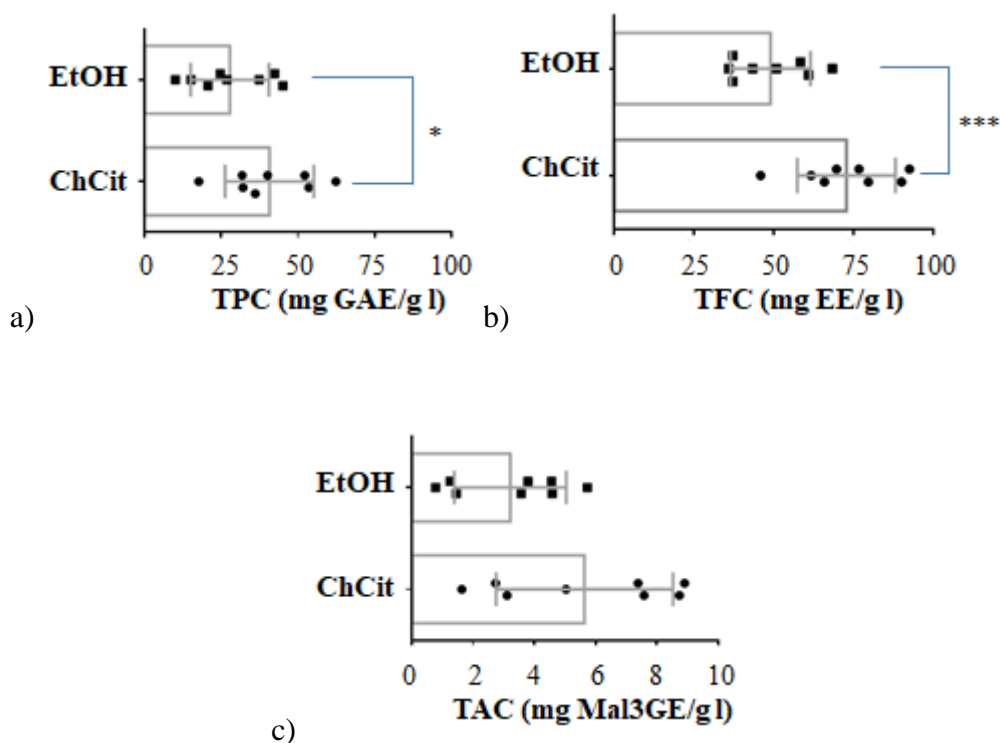 EtOH
*
ChCit
0 25 50 75 100
TPC (mg GAE/g l)
a)
EtOH
***
ChCit
0 25 50 75 100
TFC (mg EE/g l)
b)
EtOH
ChCit
0 2 4 6 8 10
TAC (mg Mal3GE/g l)
c)